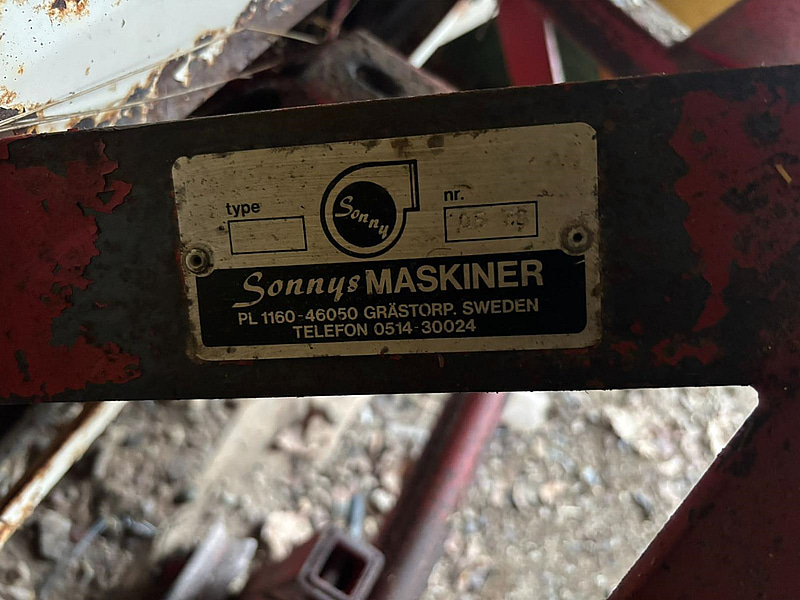 type
Sonny
nr.
Sonnys MASKINER
PL 1160-46050 GRÄSTORP. SWEDEN
TELEFON 0514-30024